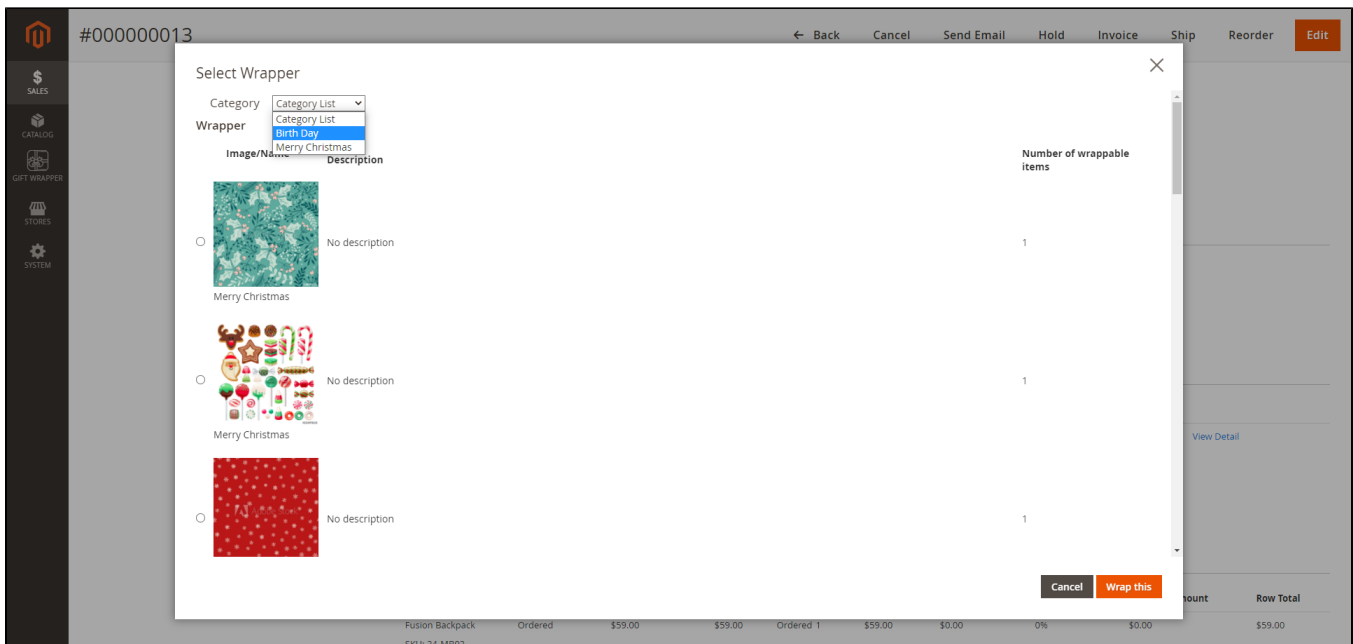 #000000013
← Back Cancel Send Email Hold Invoice Ship Reorder Edit
SALES
CATALOG
GIFT WRAPPER
STORES
SYSTEM
Select Wrapper
Category Category List
Category List
Birth Day
Merry Christmas
Wrapper
Image/Name Description Number of wrappable
items
No description 1
Merry Christmas
No description 1
Merry Christmas
No description 1
View Detail
Cancel Wrap this
Row Total
Fusion Backpack Ordered $59.00 $59.00 Ordered 1 $59.00 $0.00 0% $0.00 $59.00
SKU: 24-MB02